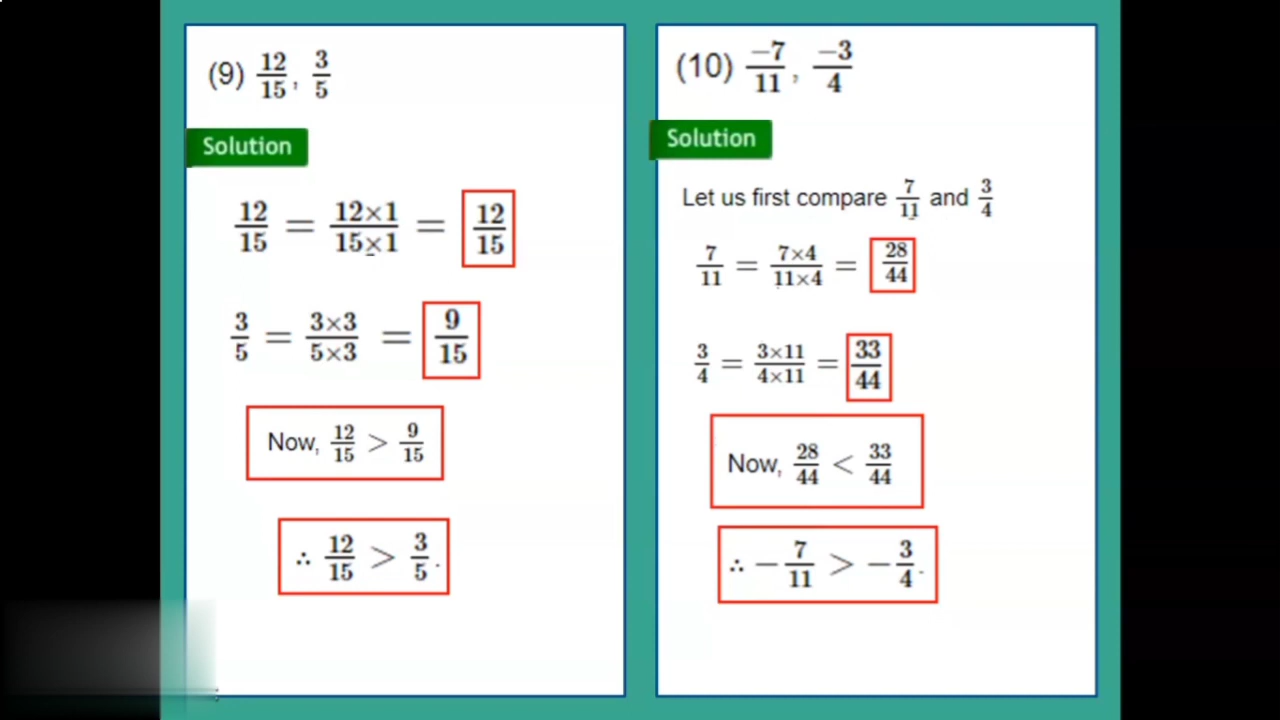 (9) 12/15, 3/5
Solution
12/15 = 12×1/15×1 = 12/15
3/5 = 3×3/5×3 = 9/15
Now, 12/15 > 9/15
∴ 12/15 > 3/5.
(10) −7/11, −3/4
Solution
Let us first compare 7/11 and 3/4
7/11 = 7×4/11×4 = 28/44
3/4 = 3×11/4×11 = 33/44
Now, 28/44 < 33/44
∴ −7/11 > −3/4.